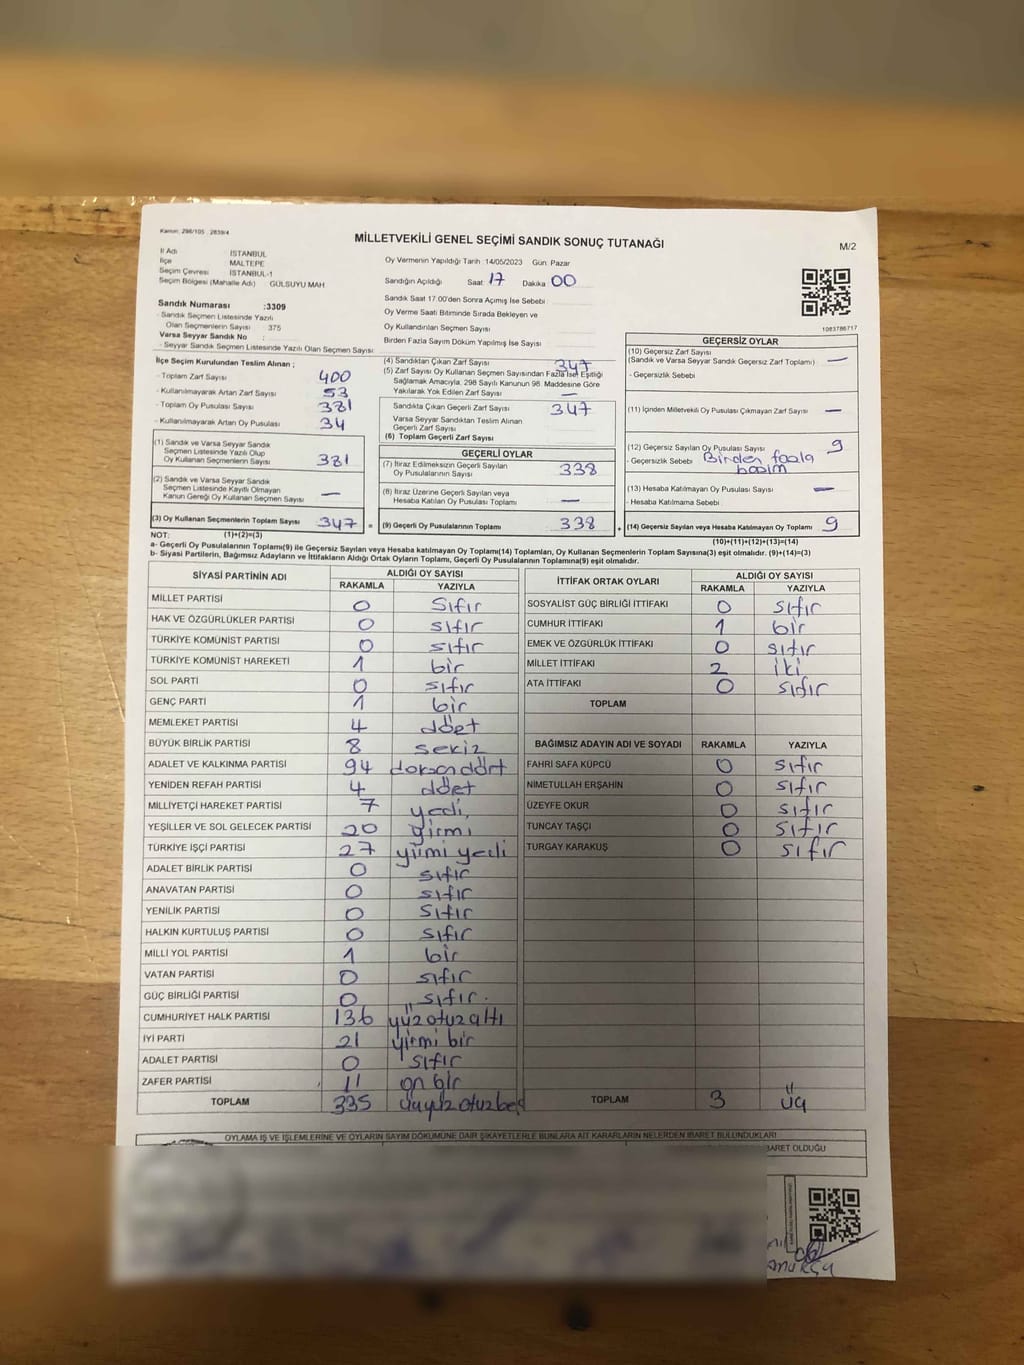 Kanun, 298/105 . 2839/4
MİLLETVEKİLİ GENEL SEÇİMİ SANDIK SONUÇ TUTANAĞI
M/2
İl Adı İSTANBUL
İlçe MALTEPE
Seçim Çevresi İSTANBUL-1
Seçim Bölgesi (Mahalle Adı) GÜLSUYU MAH
Sandık Numarası :3309
- Sandık Seçmen Listesinde Yazılı
Olan Seçmenlerin Sayısı 375
Varsa Seyyar Sandık No :
- Seyyar Sandık Seçmen Listesinde Yazılı Olan Seçmen Sayısı:
Oy Vermenin Yapıldığı Tarih :14/05/2023 Gün: Pazar
Sandığın Açıldığı Saat: 17 Dakika 00
Sandık Saat 17.00'den Sonra Açımış İse Sebebi :
Oy Verme Saati Bitiminde Sırada Bekleyen ve
Oy Kullandırılan Seçmen Sayısı :
Birden Fazla Sayım Döküm Yapılmış İse Sayısı :
1083786717
İlçe Seçim Kurulundan Teslim Alınan ;
- Toplam Zarf Sayısı 400
- Kullanılmayarak Artan Zarf Sayısı 53
- Toplam Oy Pusulası Sayısı 381
- Kullanılmayarak Artan Oy Pusulası 34
(1) Sandık ve Varsa Seyyar Sandık
Seçmen Listesinde Yazılı Olup
Oy Kullanan Seçmenlerin Sayısı 381
(2) Sandık ve Varsa Seyyar Sandık
Seçmen Listesinde Kayıtlı Olmayan
Kanun Gereği Oy Kullanan Seçmen Sayısı —
(3) Oy Kullanan Seçmenlerin Toplam Sayısı 347 =
(1)+(2)=(3)
(4) Sandıktan Çıkan Zarf Sayısı 347
(5) Zarf Sayısı Oy Kullanan Seçmen Sayısından Fazla İse; Eşitliği
Sağlamak Amacıyla, 298 Sayılı Kanunun 98. Maddesine Göre
Yakılarak Yok Edilen Zarf Sayısı —
Sandıkta Çıkan Geçerli Zarf Sayısı 347
Varsa Seyyar Sandıktan Teslim Alınan
Geçerli Zarf Sayısı
(6) Toplam Geçerli Zarf Sayısı
GEÇERLİ OYLAR
(7) İtiraz Edilmeksizin Geçerli Sayılan
Oy Pusulalarının Sayısı 338
(8) İtiraz Üzerine Geçerli Sayılan veya
Hesaba Katılan Oy Pusulası Toplamı —
(9) Geçerli Oy Pusulalarının Toplamı 338 +
GEÇERSİZ OYLAR
(10) Geçersiz Zarf Sayısı
(Sandık ve Varsa Seyyar Sandık Geçersiz Zarf Toplamı) —
- Geçersizlik Sebebi
(11) İçinden Milletvekili Oy Pusulası Çıkmayan Zarf Sayısı —
(12) Geçersiz Sayılan Oy Pusulası Sayısı 9
- Geçersizlik Sebebi Birden fazla
basim
(13) Hesaba Katılmayan Oy Pusulası Sayısı —
Hesaba Katılmama Sebebi
(14) Geçersiz Sayılan veya Hesaba Katılmayan Oy Toplamı 9
(10)+(11)+(12)+(13)=(14)
NOT:
a- Geçerli Oy Pusulalarının Toplamı(9) ile Geçersiz Sayılan veya Hesaba katılmayan Oy Toplamı(14) Toplamları, Oy Kullanan Seçmenlerin Toplam Sayısına(3) eşit olmalıdır. (9)+(14)=(3)
b- Siyasi Partilerin, Bağımsız Adayların ve İttifakların Aldığı Ortak Oyların Toplamı, Geçerli Oy Pusulalarının Toplamına(9) eşit olmalıdır.
SİYASİ PARTİNİN ADI ALDIĞI OY SAYISI
RAKAMLA YAZIYLA
MİLLET PARTİSİ 0 Sıfır
HAK VE ÖZGÜRLÜKLER PARTİSİ 0 sıfır
TÜRKİYE KOMÜNİST PARTİSİ 0 sıfır
TÜRKİYE KOMÜNİST HAREKETİ 1 bir
SOL PARTİ 0 sıfır
GENÇ PARTİ 1 bir
MEMLEKET PARTİSİ 4 döet
BÜYÜK BİRLİK PARTİSİ 8 sekiz
ADALET VE KALKINMA PARTİSİ 94 doksandört
YENİDEN REFAH PARTİSİ 4 döet
MİLLİYETÇİ HAREKET PARTİSİ 7 yedi,
YEŞİLLER VE SOL GELECEK PARTİSİ 20 yirmi
TÜRKİYE İŞÇİ PARTİSİ 27 yiimi yedi
ADALET BİRLİK PARTİSİ 0 sıfır
ANAVATAN PARTİSİ 0 sıfır
YENİLİK PARTİSİ 0 sıfır
HALKIN KURTULUŞ PARTİSİ 0 sıfır
MİLLİ YOL PARTİSİ 1 bir
VATAN PARTİSİ 0 sıfır
GÜÇ BİRLİĞİ PARTİSİ 0 sıfır.
CUMHURİYET HALK PARTİSİ 136 yüzotuzaltı
İYİ PARTİ 21 yirmi bir
ADALET PARTİSİ 0 sıfır
ZAFER PARTİSİ 11 on bir
TOPLAM 335 üçyüzotuzbeş
İTTİFAK ORTAK OYLARI ALDIĞI OY SAYISI
RAKAMLA YAZIYLA
SOSYALİST GÜÇ BİRLİĞİ İTTİFAKI 0 sıfır
CUMHUR İTTİFAKI 1 bir
EMEK VE ÖZGÜRLÜK İTTİFAKI 0 sıfır
MİLLET İTTİFAKI 2 iki
ATA İTTİFAKI 0 sıfır
TOPLAM
BAĞIMSIZ ADAYIN ADI VE SOYADI RAKAMLA YAZIYLA
FAHRİ SAFA KÜPCÜ 0 sıfır
NİMETULLAH ERŞAHİN 0 sıfır
ÜZEYFE OKUR 0 sıfır
TUNCAY TAŞÇI 0 sıfır
TURGAY KARAKUŞ 0 sıfır
TOPLAM 3 üç
OYLAMA İŞ VE İŞLEMLERİNE VE OYLARIN SAYIM DÖKÜMÜNE DAİR ŞİKAYETLERLE BUNLARA AİT KARARLARIN NELERDEN İBARET BULUNDUKLARI
BARET OLDUĞU